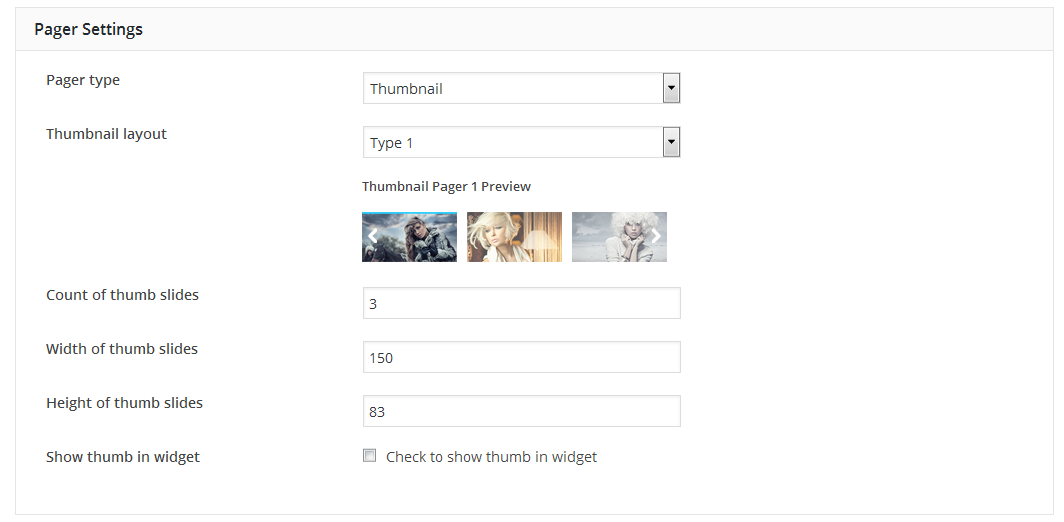 Pager Settings
Pager type
Thumbnail
Thumbnail layout
Type 1
Thumbnail Pager 1 Preview
Count of thumb slides
3
Width of thumb slides
150
Height of thumb slides
83
Show thumb in widget
Check to show thumb in widget